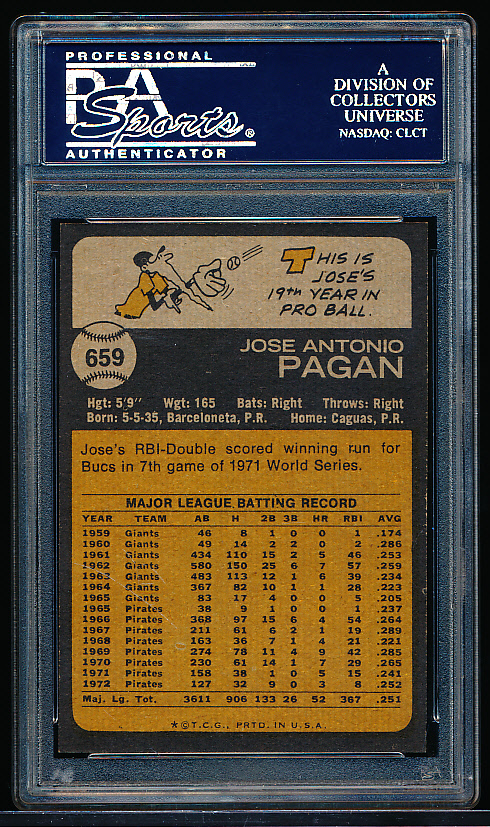 PROFESSIONAL
PSA
Sports®
AUTHENTICATOR
A
DIVISION OF
COLLECTORS
UNIVERSE
NASDAQ: CLCT
THIS IS
JOSE'S
19th YEAR IN
PRO BALL.
659
JOSE ANTONIO
PAGAN
Hgt: 5'9" Wgt: 165 Bats: Right Throws: Right
Born: 5-5-35, Barceloneta, P.R. Home: Caguas, P.R.
Jose's RBI-Double scored winning run for
Bucs in 7th game of 1971 World Series.
MAJOR LEAGUE BATTING RECORD
YEAR TEAM AB H 2B 3B HR RBI AVG
1959 Giants 46 8 1 0 0 1 .174
1960 Giants 49 14 2 2 0 2 .286
1961 Giants 434 110 15 2 5 46 .253
1962 Giants 580 150 25 6 7 57 .259
1963 Giants 483 113 12 1 6 39 .234
1964 Giants 367 82 10 1 1 28 .223
1965 Giants 83 17 4 0 0 5 .205
1965 Pirates 38 9 1 0 0 1 .237
1966 Pirates 368 97 15 6 4 54 .264
1967 Pirates 211 61 6 2 1 19 .289
1968 Pirates 163 36 7 1 4 21 .221
1969 Pirates 274 78 11 4 9 42 .285
1970 Pirates 230 61 14 1 7 29 .265
1971 Pirates 158 38 1 0 5 15 .241
1972 Pirates 127 32 9 0 3 8 .252
Maj. Lg. Tot. 3611 906 133 26 52 367 .251
*©T.C.G., PRTD. IN U.S.A.